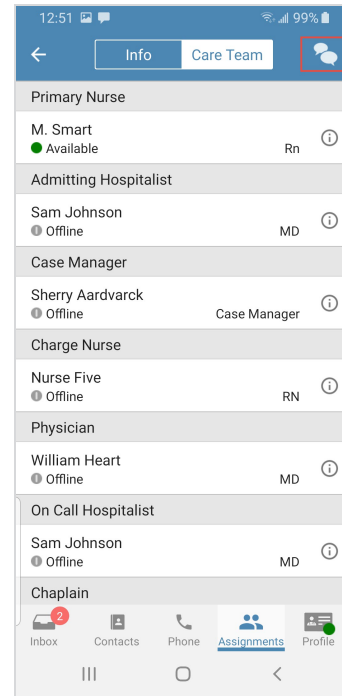 12:51 99%
Info Care Team
Primary Nurse
M. Smart
Available Rn
Admitting Hospitalist
Sam Johnson
Offline MD
Case Manager
Sherry Aardvarck
Offline Case Manager
Charge Nurse
Nurse Five
Offline RN
Physician
William Heart
Offline MD
On Call Hospitalist
Sam Johnson
Offline MD
Chaplain
2
Inbox Contacts Phone Assignments Profile